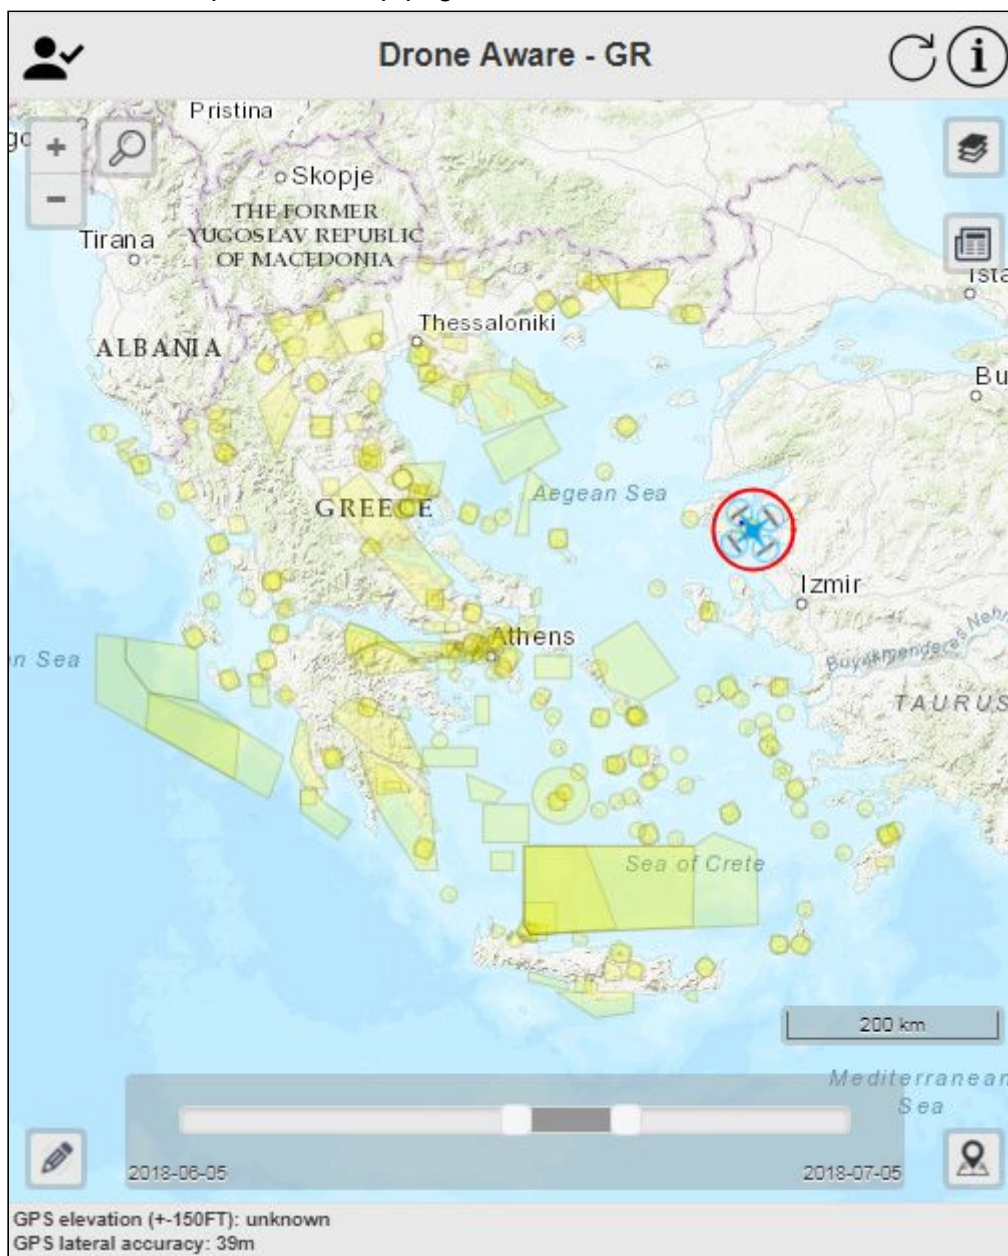 Drone Aware - GR
Pristina
Skopje
THE FORMER
YUGOSLAV REPUBLIC
OF MACEDONIA
Tirana
Ista
Thessaloniki
ALBANIA
Bu
Aegean Sea
GREECE
Izmir
Athens
n Sea
TAURUS
Sea of Crete
200 km
Mediterranean
Sea
2018-06-05
2018-07-05
GPS elevation (+-150FT): unknown
GPS lateral accuracy: 39m